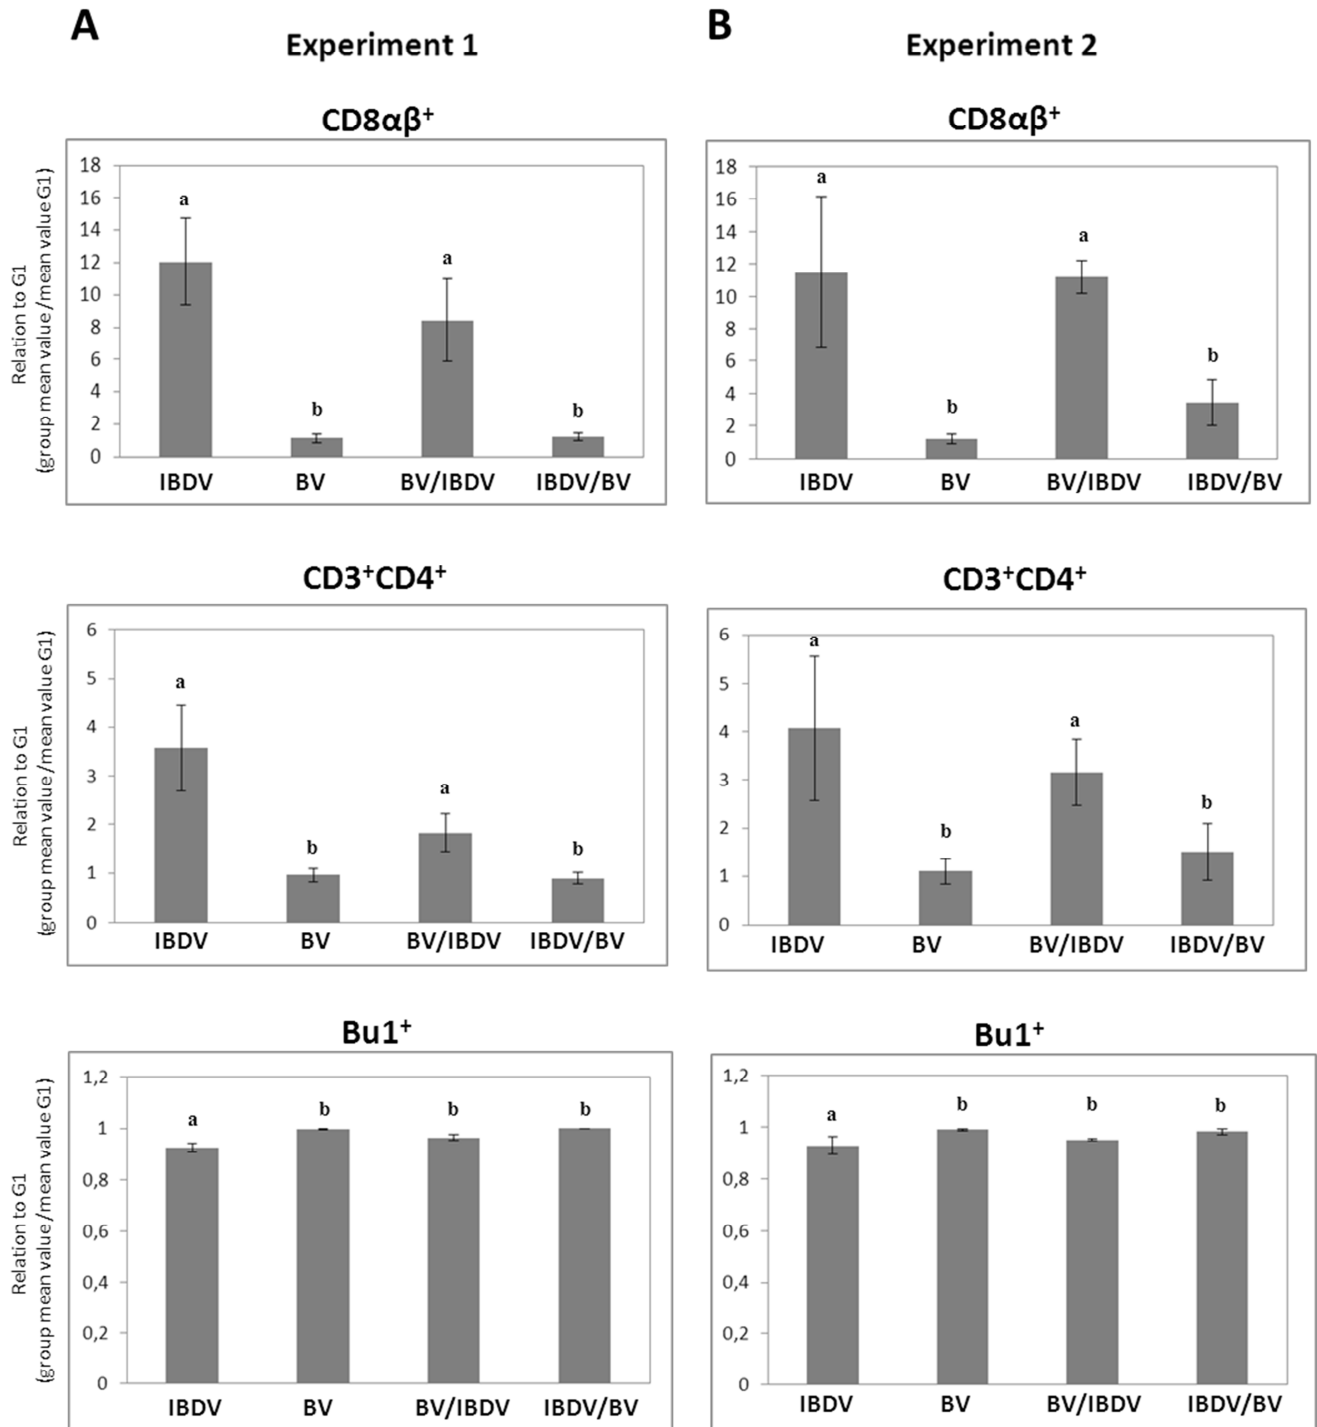 A
Experiment 1
CD8αβ+
Relation to G1
(group mean value/mean value G1)
18
16
14
12
10
8
6
4
2
0
a
b
a
b
IBDV BV BV/IBDV IBDV/BV
CD3+CD4+
Relation to G1
(group mean value/mean value G1)
6
5
4
3
2
1
0
a
b
a
b
IBDV BV BV/IBDV IBDV/BV
Bu1+
Relation to G1
(group mean value/mean value G1)
1,2
1
0,8
0,6
0,4
0,2
0
a
b
b
b
IBDV BV BV/IBDV IBDV/BV
B
Experiment 2
CD8αβ+
18
16
14
12
10
8
6
4
2
0
a
b
a
b
IBDV BV BV/IBDV IBDV/BV
CD3+CD4+
6
5
4
3
2
1
0
a
b
a
b
IBDV BV BV/IBDV IBDV/BV
Bu1+
1,2
1
0,8
0,6
0,4
0,2
0
a
b
b
b
IBDV BV BV/IBDV IBDV/BV